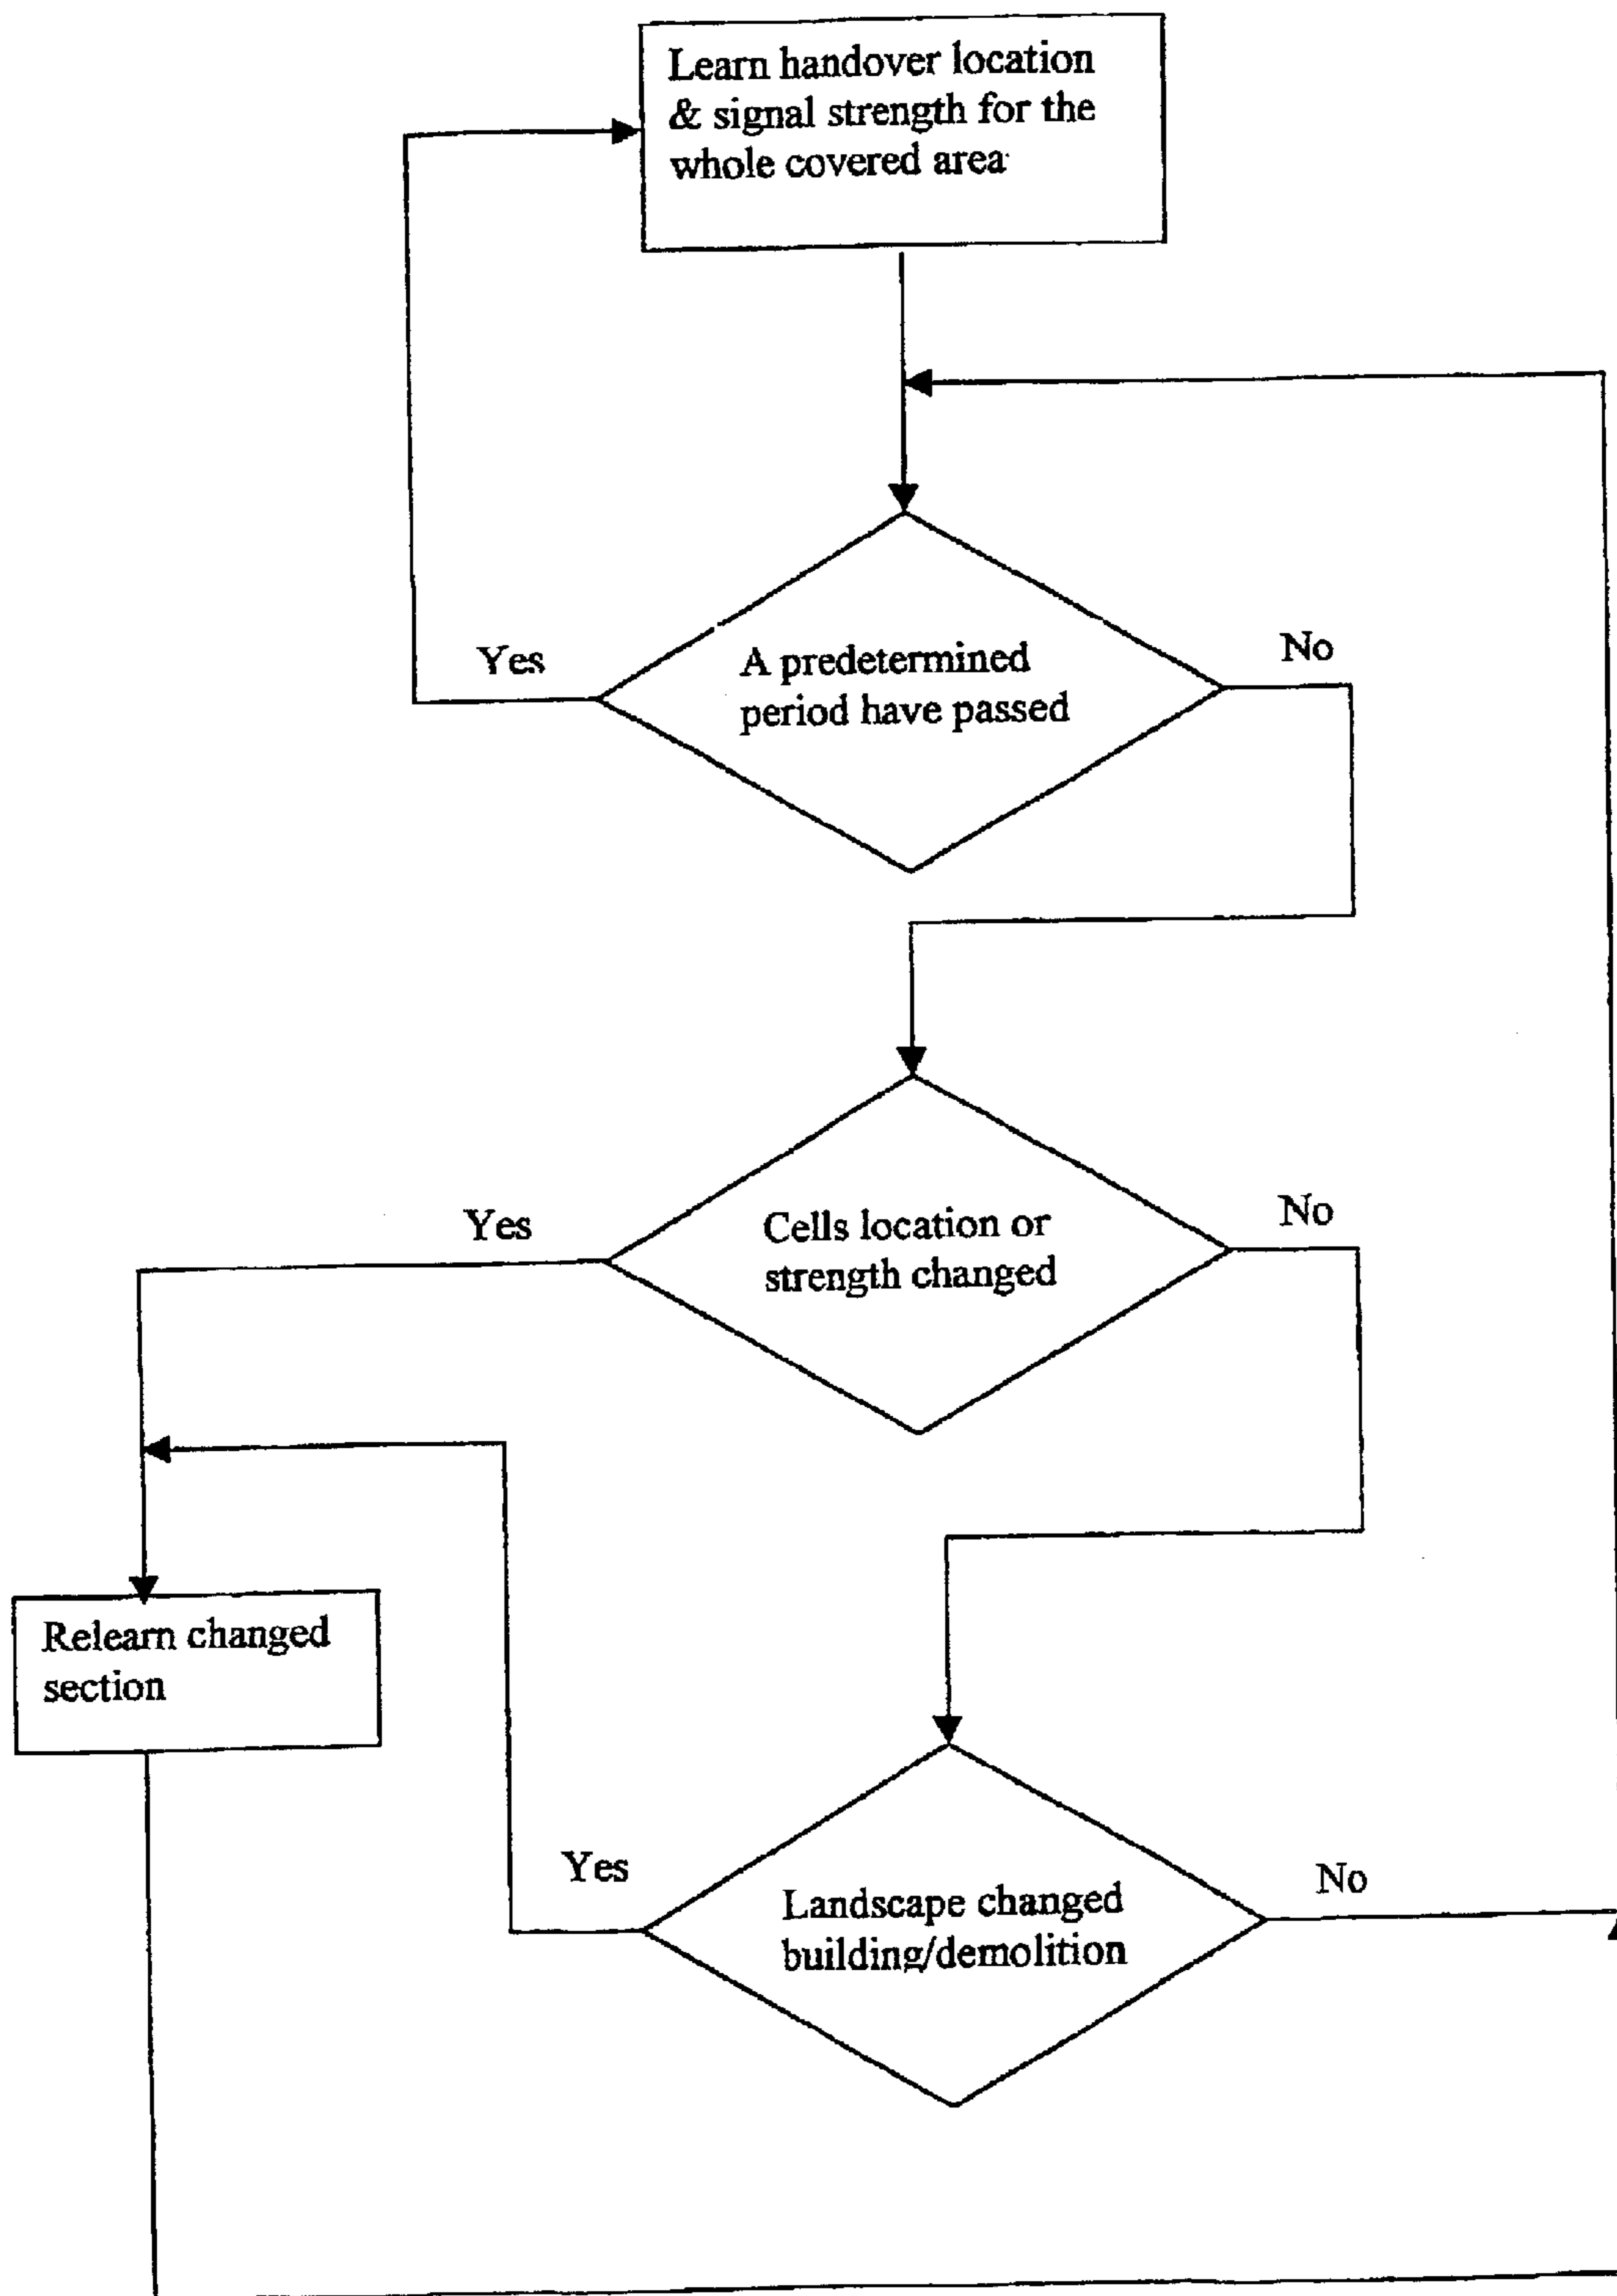 Learn handover location
& signal strength for the
whole covered area
Yes
A predetermined
period have passed
No
Yes
Cells location or
strength changed
No
Relearn changed
section
Yes
Landscape changed
building/demolition
No